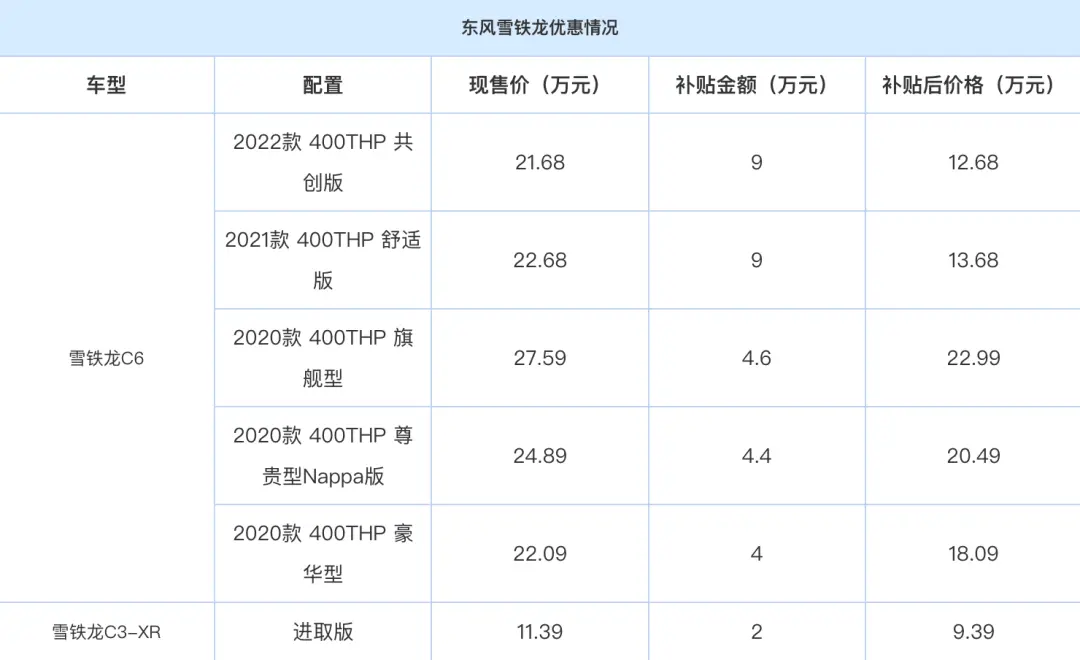 东风雪铁龙优惠情况
车型 配置 现售价（万元） 补贴金额（万元） 补贴后价格（万元）
雪铁龙C6
2022款 400THP 共
创版
21.68 9 12.68
2021款 400THP 舒适
版
22.68 9 13.68
2020款 400THP 旗
舰型
27.59 4.6 22.99
2020款 400THP 尊
贵型Nappa版
24.89 4.4 20.49
2020款 400THP 豪
华型
22.09 4 18.09
雪铁龙C3-XR 进取版 11.39 2 9.39